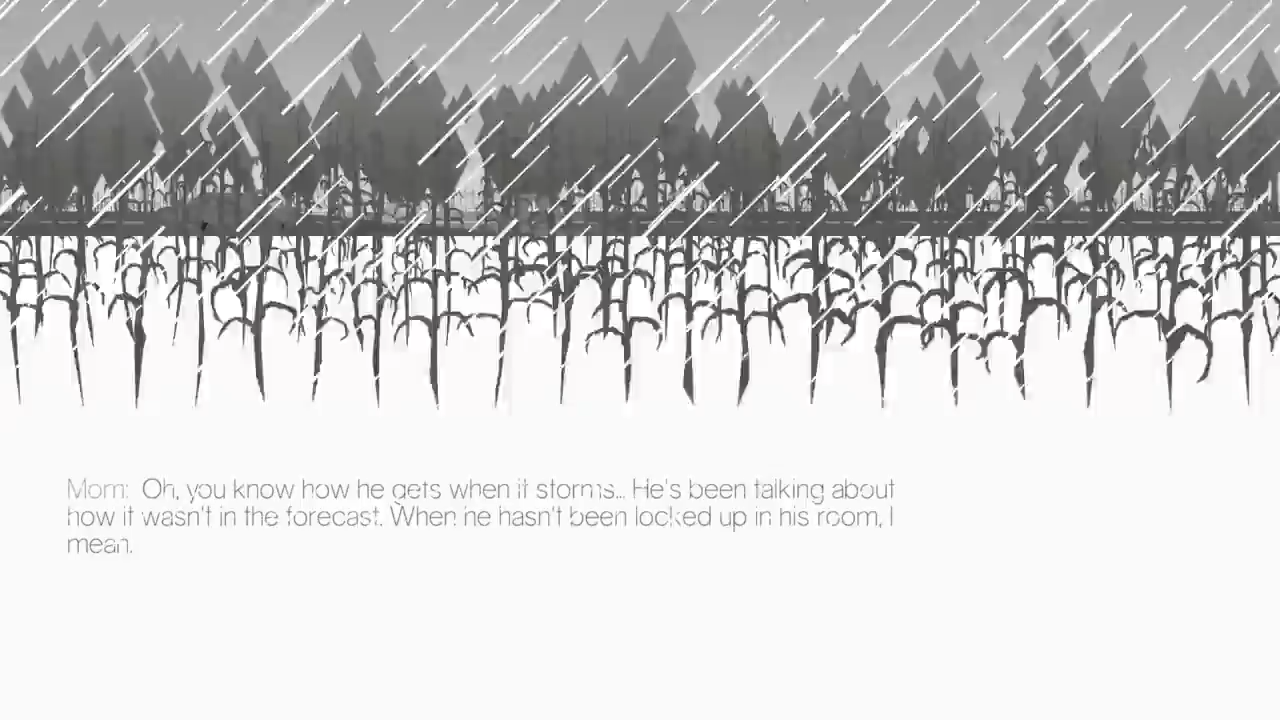 Mom:  Oh, you know how he gets when it storms... He's been talking about
how it wasn't in the forecast. When he hasn't been locked up in his room, I
mean.